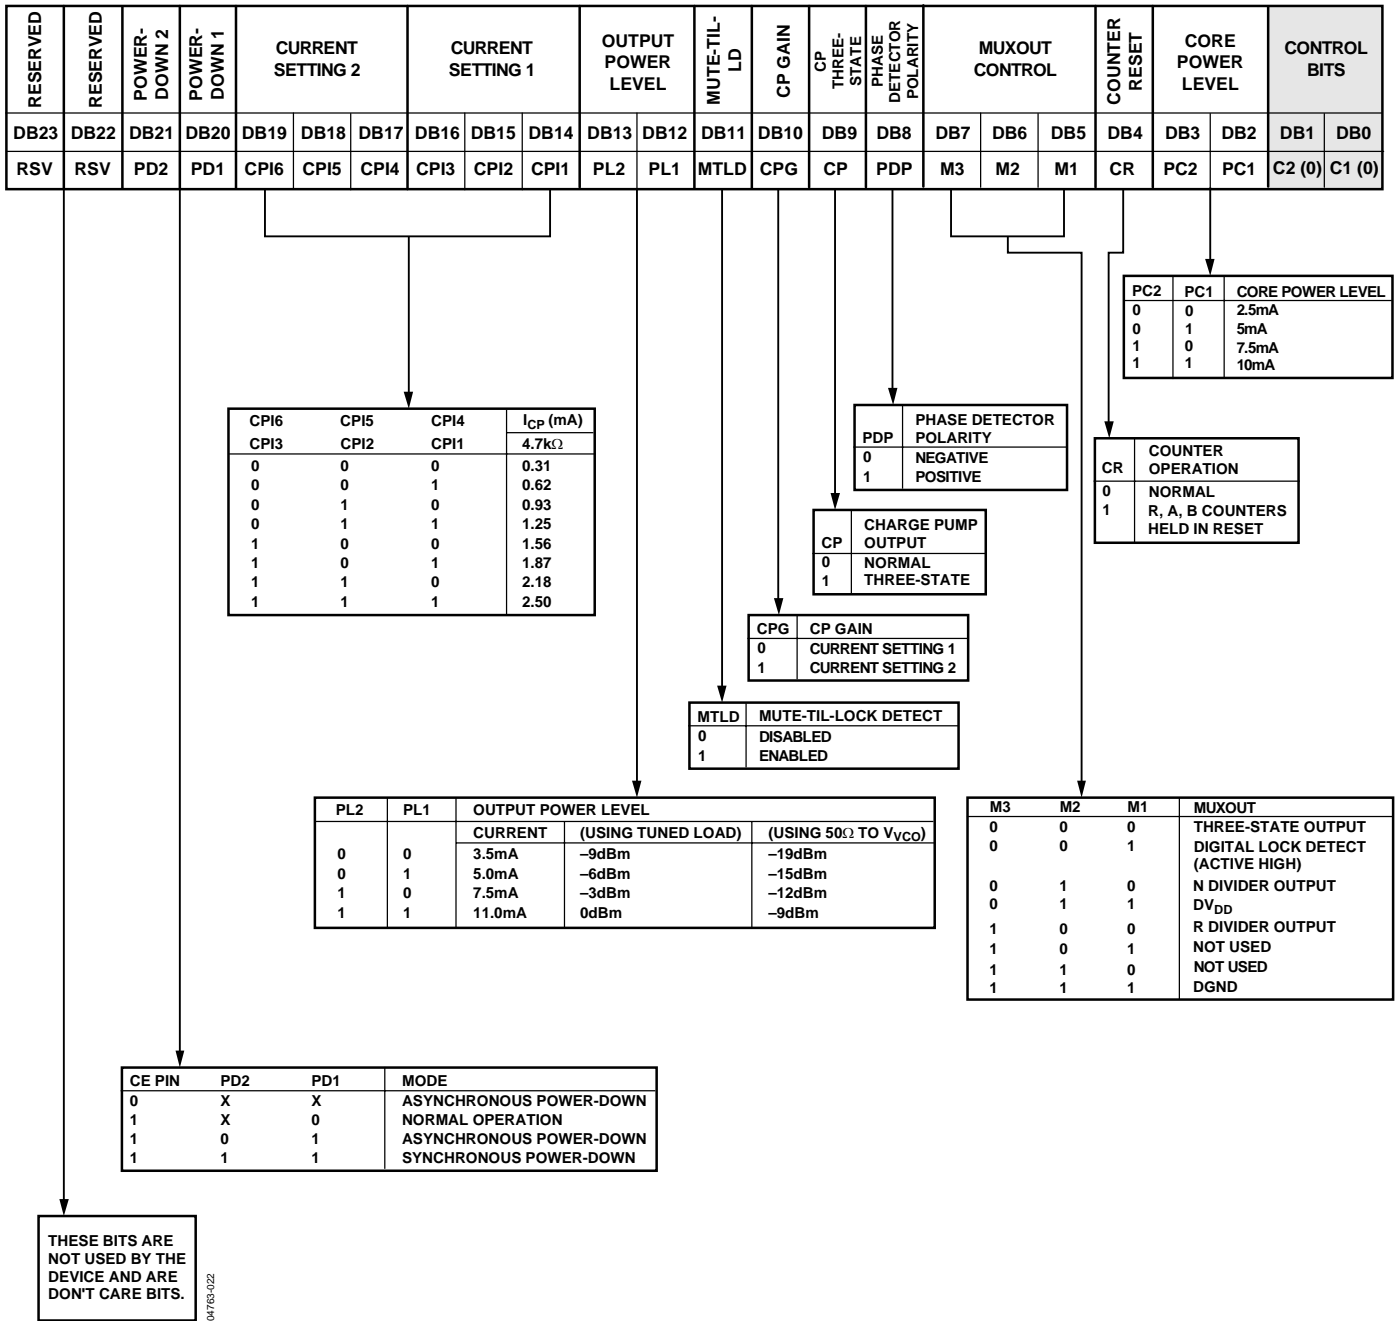 RESERVED RESERVED POWER-DOWN 2 POWER-DOWN 1 CURRENT SETTING 2 CURRENT SETTING 1 OUTPUT POWER LEVEL MUTE-TIL-LD CP GAIN CP THREE-STATE PHASE DETECTOR POLARITY MUXOUT CONTROL COUNTER RESET CORE POWER LEVEL CONTROL BITS
DB23 DB22 DB21 DB20 DB19 DB18 DB17 DB16 DB15 DB14 DB13 DB12 DB11 DB10 DB9 DB8 DB7 DB6 DB5 DB4 DB3 DB2 DB1 DB0
RSV RSV PD2 PD1 CPI6 CPI5 CPI4 CPI3 CPI2 CPI1 PL2 PL1 MTLD CPG CP PDP M3 M2 M1 CR PC2 PC1 C2 (0) C1 (0)
PC2 PC1 CORE POWER LEVEL
0 0 2.5mA
0 1 5mA
1 0 7.5mA
1 1 10mA
CPI6 CPI5 CPI4 ICP (mA)
CPI3 CPI2 CPI1 4.7kΩ
0 0 0 0.31
0 0 1 0.62
0 1 0 0.93
0 1 1 1.25
1 0 0 1.56
1 0 1 1.87
1 1 0 2.18
1 1 1 2.50
PHASE DETECTOR
PDP POLARITY
0 NEGATIVE
1 POSITIVE
COUNTER
CR OPERATION
0 NORMAL
1 R, A, B COUNTERS
HELD IN RESET
CHARGE PUMP
CP OUTPUT
0 NORMAL
1 THREE-STATE
CPG CP GAIN
0 CURRENT SETTING 1
1 CURRENT SETTING 2
MTLD MUTE-TIL-LOCK DETECT
0 DISABLED
1 ENABLED
PL2 PL1 OUTPUT POWER LEVEL
CURRENT (USING TUNED LOAD) (USING 50Ω TO VVCO)
0 0 3.5mA –9dBm –19dBm
0 1 5.0mA –6dBm –15dBm
1 0 7.5mA –3dBm –12dBm
1 1 11.0mA 0dBm –9dBm
M3 M2 M1 MUXOUT
0 0 0 THREE-STATE OUTPUT
0 0 1 DIGITAL LOCK DETECT
(ACTIVE HIGH)
0 1 0 N DIVIDER OUTPUT
0 1 1 DVDD
1 0 0 R DIVIDER OUTPUT
1 0 1 NOT USED
1 1 0 NOT USED
1 1 1 DGND
CE PIN PD2 PD1 MODE
0 X X ASYNCHRONOUS POWER-DOWN
1 X 0 NORMAL OPERATION
1 0 1 ASYNCHRONOUS POWER-DOWN
1 1 1 SYNCHRONOUS POWER-DOWN
THESE BITS ARE
NOT USED BY THE
DEVICE AND ARE
DON'T CARE BITS.
04763-022